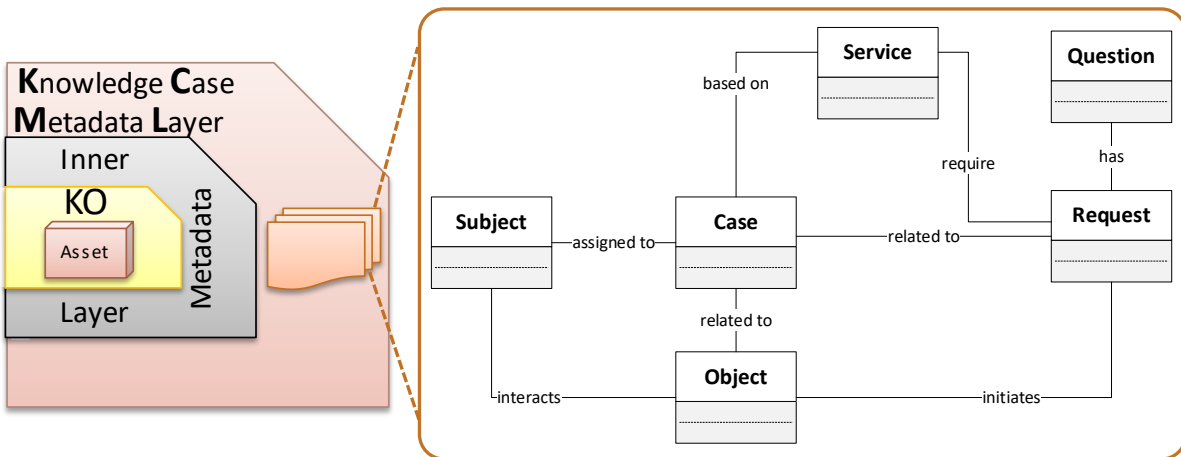 Knowledge Case
Metadata Layer
Inner
Metadata
KO
Asset
Layer
Service
Question
based on
require
has
Subject
Case
Request
assigned to
related to
related to
Object
interacts
initiates